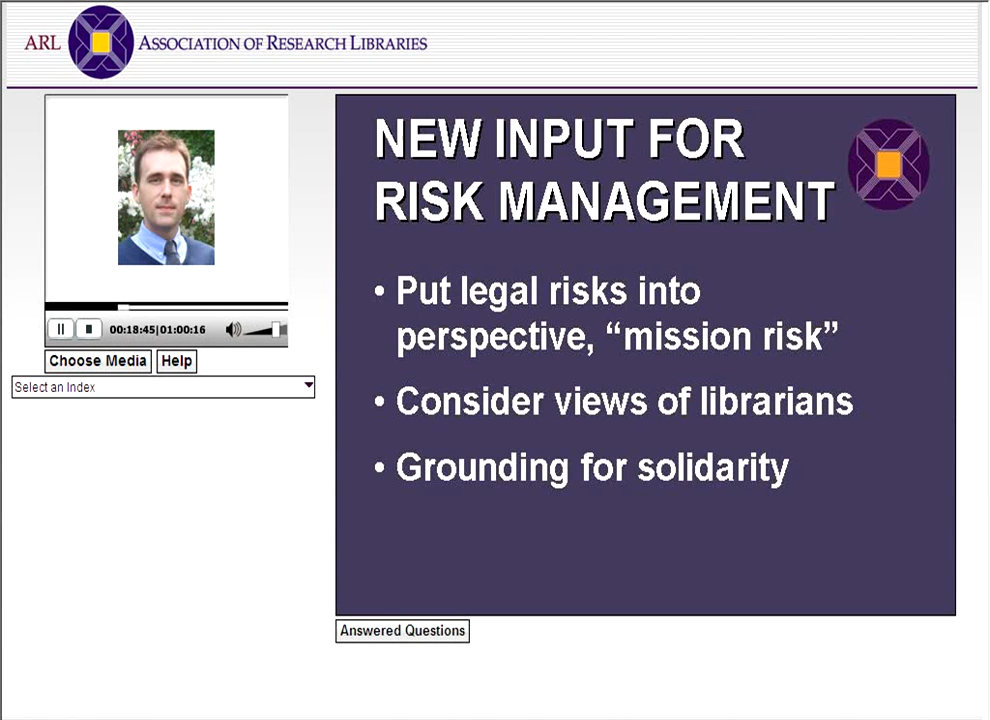 ARL ASSOCIATION OF RESEARCH LIBRARIES
00:18:45|01:00:16
Choose Media Help
Select an Index
NEW INPUT FOR
RISK MANAGEMENT
• Put legal risks into
perspective, “mission risk”
• Consider views of librarians
• Grounding for solidarity
Answered Questions